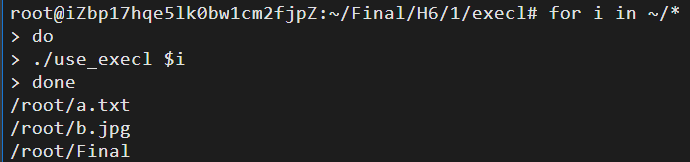 root@iZbp17hqe5lk0bw1cm2fjpZ:~/Final/H6/1/execl# for i in ~/*
> do
> ./use_execl $i
> done
/root/a.txt
/root/b.jpg
/root/Final